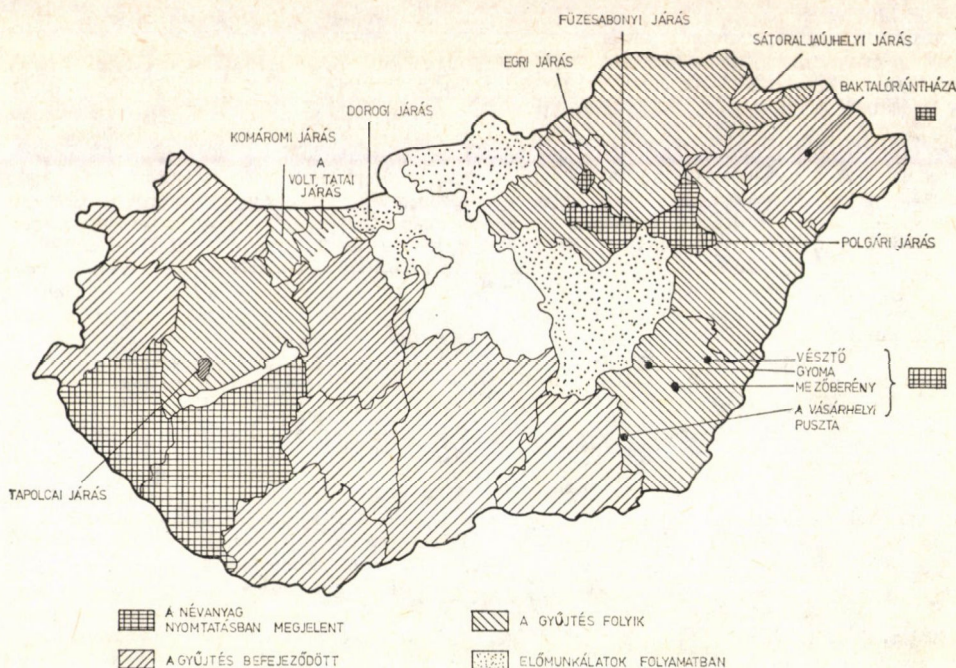 FÜZESABONYI JÁRÁS
SÁTORALJAÚJHELYI JÁRÁS
EGRI JÁRÁS
BAKTALÓRÁNTHÁZA
DOROGI JÁRÁS
KOMÁROMI JÁRÁS
A
VOLT TATAI
JÁRÁS
POLGÁRI JÁRÁS
VÉSZTŐ
GYOMA
MEZŐBERÉNY
A VÁSÁRHELYI
PUSZTA
TAPOLCAI JÁRÁS
A NÉVANYAG
NYOMTATÁSBAN MEGJELENT
A GYŰJTÉS FOLYIK
A GYŰJTÉS BEFEJEZŐDÖTT
ELŐMUNKÁLATOK FOLYAMATBAN